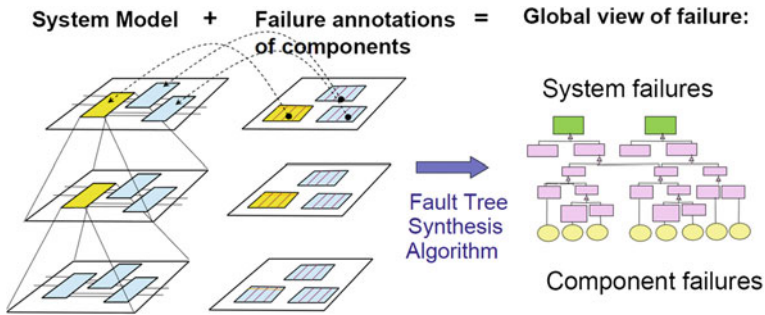 System Model + Failure annotations of components = Global view of failure:
System failures
Fault Tree
Synthesis
Algorithm
Component failures